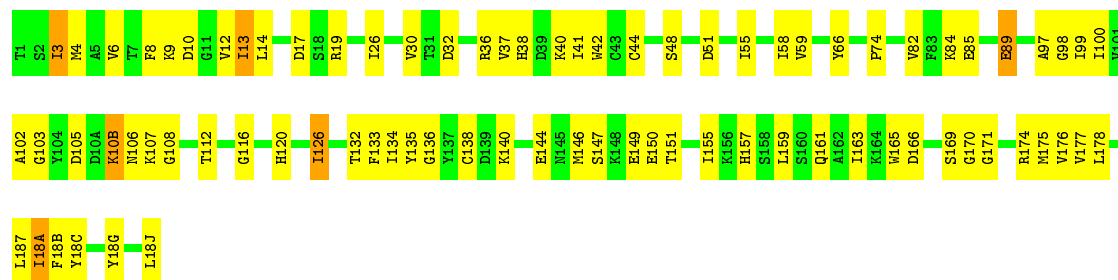 T1 S2 I3 M4 A5 V6 T7 F8 K9 D10 G11 V12 I13 L14 D17 S18 R19 I26 V30 T31 D32 R36 V37 H38 D39 K40 I41 W42 C43 C44 S48 D51 I55 I58 V59 Y66 P74 V82 F83 K84 E85 E89 A97 G98 I99 I100
A102 G103 Y104 D105 D10A K10B N106 K107 G108 T112 G116 H120 I126 T132 F133 I134 Y135 G136 Y137 C138 D139 K140 E144 N145 M146 S147 K148 E149 E150 T151 I155 K156 H157 S158 L159 S160 Q161 A162 I163 K164 W165 D166 S169 G170 G171 R174 M175 V176 V177 L178
L187 I18A F18B Y18C Y18G L18J